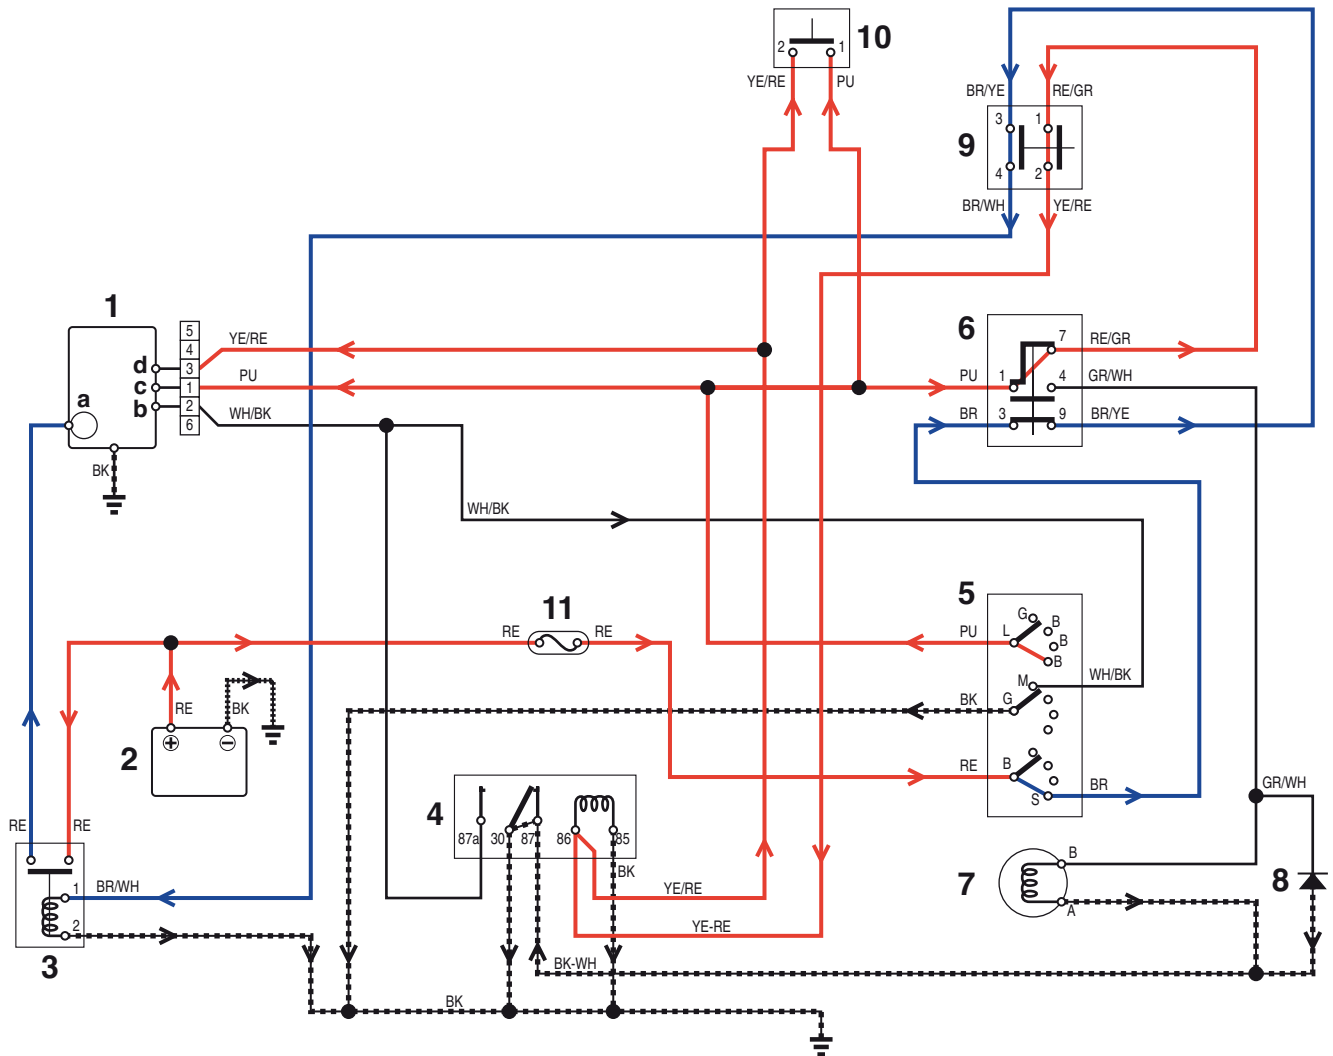 10
2 1
YE/RE PU
BR/YE RE/GR
3 1
9
4 2
BR/WH YE/RE
1
5
4
3
1
2
6
d
c
b
a
YE/RE
PU
WH/BK
BK
6
7 RE/GR
PU 1 4 GR/WH
BR 3 9 BR/YE
WH/BK
11
RE RE
5
G
B
B
B
PU L
M WH/BK
BK G
RE B
S BR
RE BK
2
+ −
4
87a 30 87 86 85
BK
YE/RE
YE-RE
BK-WH
GR/WH
7
B
A
8
RE RE
1 BR/WH
2
3
BK